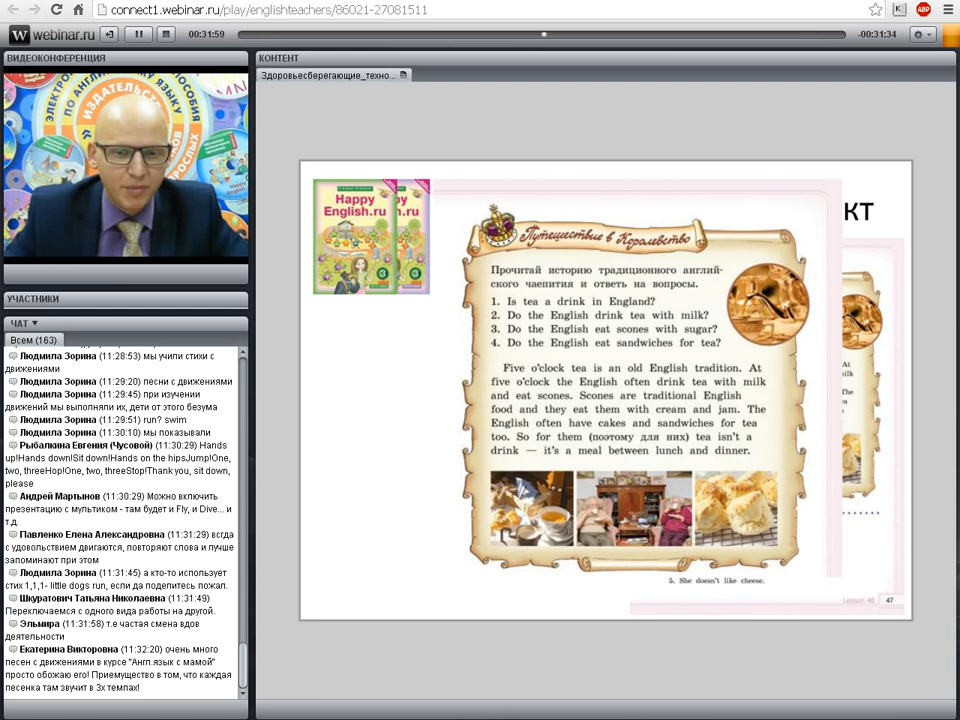 connect1.webinar.ru/play/englishteachers/86021-27081511
K
ABP
W webinar.ru
00:31:59
-00:31:34
ВИДЕОКОНФЕРЕНЦИЯ
ЭЛЕКТРОН
ПО АНГЛ
ЯЗЫКУ
ПОСОБИЯ
ИЗДАТЕЛЬСТВ
РОСЛЫХ
Happy
УЧАСТНИКИ
ЧАТ ▼
Всем (163)
Людмила Зорина (11:28:53) мы учили стихи с
движениями
Людмила Зорина (11:29:20) песни с движениями
Людмила Зорина (11:29:45) при изучении
движений мы выполняли их, дети от этого безума
Людмила Зорина (11:29:51) run? swim
Людмила Зорина (11:30:10) мы показывали
Рыбалкина Евгения (Чусовой) (11:30:29) Hands
up!Hands down!Sit down!Hands on the hipsJump!One,
two, threeHop!One, two, threeStop!Thank you, sit down,
please
Андрей Мартынов (11:30:29) Можно включить
презентацию с мультиком - там будет и Fly, и Dive... и
т.д.
Павленко Елена Александровна (11:31:29) всгда
с удовольствием двигаются, повторяют слова и лучше
запоминают при этом
Людмила Зорина (11:31:45) а кто-то использует
стих 1,1,1- little dogs run, если да поделитесь пожал.
Шкуратович Татьяна Николаевна (11:31:49)
Переключаемся с одного вида работы на другой.
Эльмира (11:31:58) т.е частая смена вдов
деятельности
Екатерина Викторовна (11:32:20) очень много
песен с движениями в курсе "Англ.язык с мамой"
просто обожаю его! Приемущество в том, что каждая
песенка там звучит в 3х темпах!
КОНТЕНТ
Здоровьесберегающие_техно...
Happy
English.ru
3
3
КТ
Путешествие в Королевство
Прочитай историю традиционного англий-
ского чаепития и ответь на вопросы.
1. Is tea a drink in England?
2. Do the English drink tea with milk?
3. Do the English eat scones with sugar?
4. Do the English eat sandwiches for tea?
Five o'clock tea is an old English tradition. At
five o'clock the English often drink tea with milk
and eat scones. Scones are traditional English
food and they eat them with cream and jam. The
English often have cakes and sandwiches for tea
too. So for them (поэтому для них) tea isn't a
drink — it's a meal between lunch and dinner.
At
milk
5. She doesn't like cheese.
Lesson 46
47